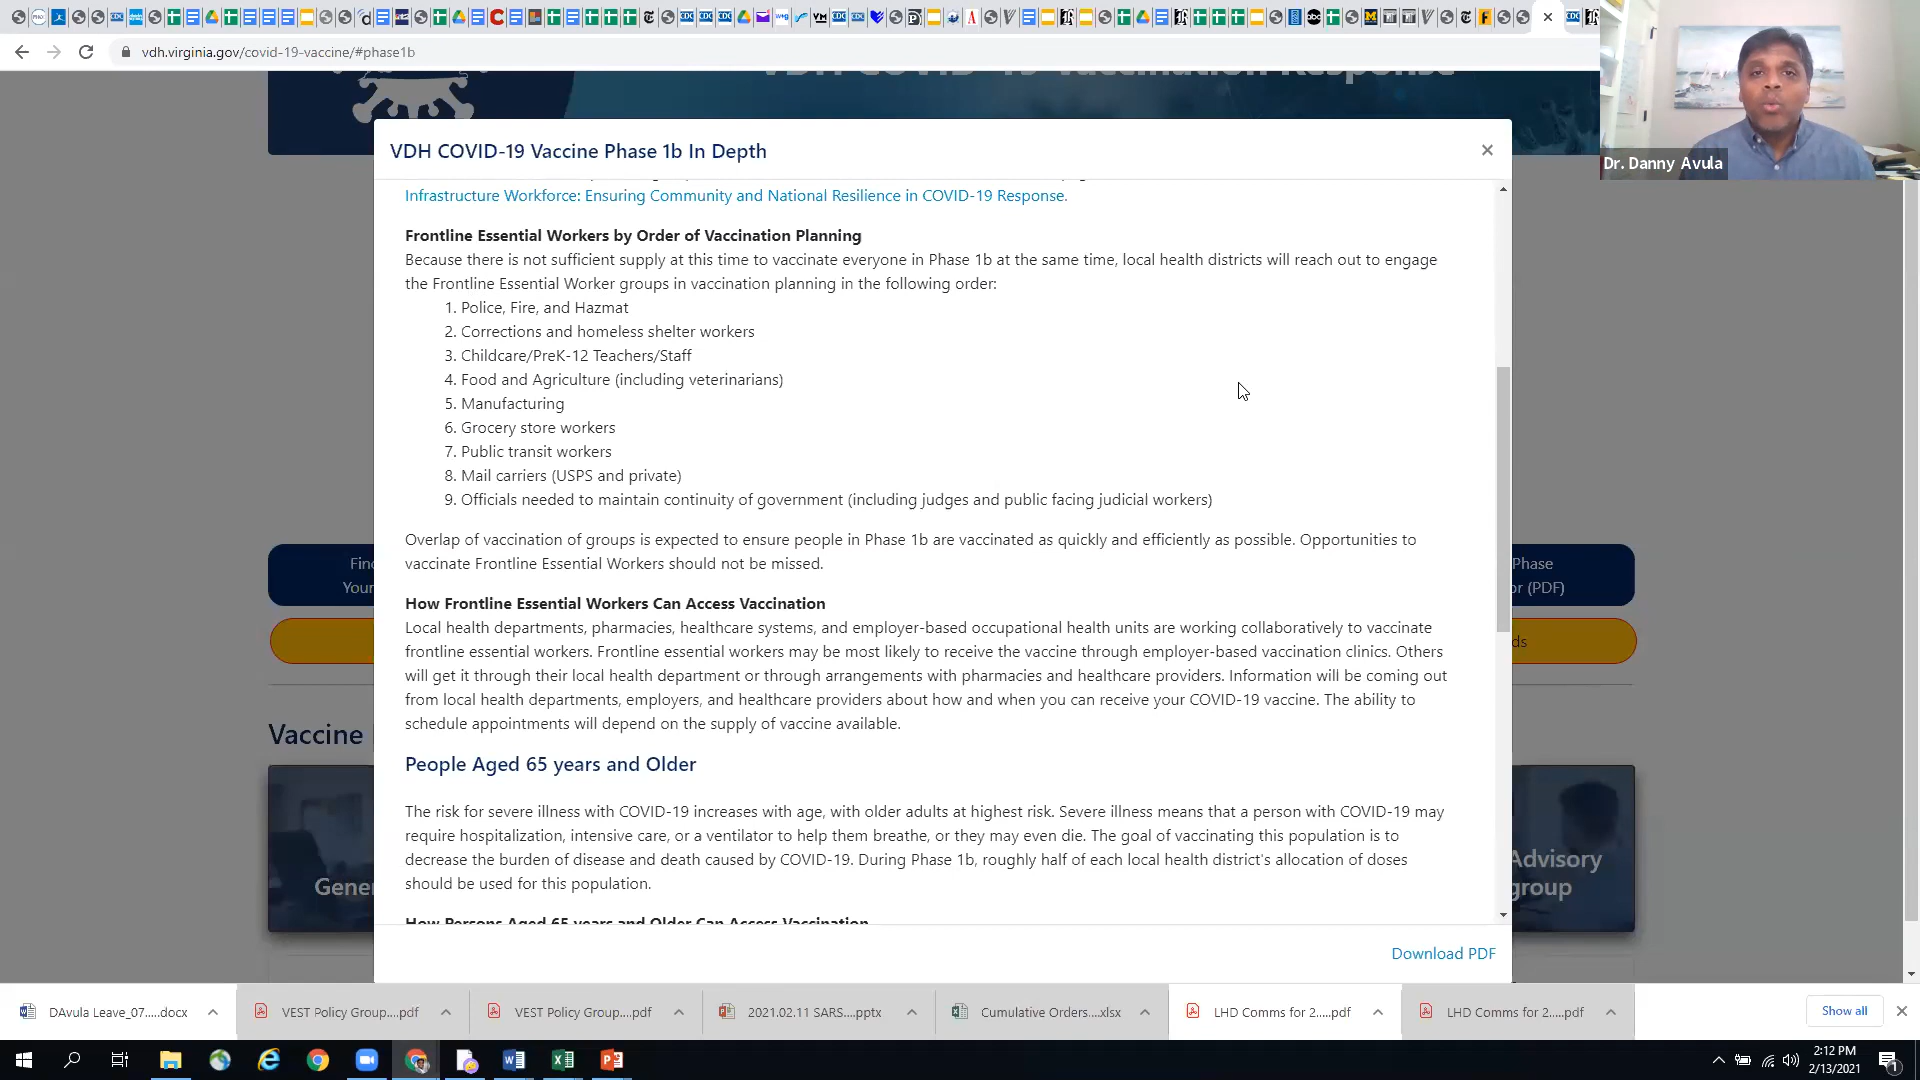 vdh.virginia.gov/covid-19-vaccine/#phase1b
VDH COVID-19 Vaccination Response
Dr. Danny Avula
VDH COVID-19 Vaccine Phase 1b In Depth
×
Infrastructure Workforce: Ensuring Community and National Resilience in COVID-19 Response.
Frontline Essential Workers by Order of Vaccination Planning
Because there is not sufficient supply at this time to vaccinate everyone in Phase 1b at the same time, local health districts will reach out to engage
the Frontline Essential Worker groups in vaccination planning in the following order:
1. Police, Fire, and Hazmat
2. Corrections and homeless shelter workers
3. Childcare/PreK-12 Teachers/Staff
4. Food and Agriculture (including veterinarians)
5. Manufacturing
6. Grocery store workers
7. Public transit workers
8. Mail carriers (USPS and private)
9. Officials needed to maintain continuity of government (including judges and public facing judicial workers)
Overlap of vaccination of groups is expected to ensure people in Phase 1b are vaccinated as quickly and efficiently as possible. Opportunities to
vaccinate Frontline Essential Workers should not be missed.
How Frontline Essential Workers Can Access Vaccination
Local health departments, pharmacies, healthcare systems, and employer-based occupational health units are working collaboratively to vaccinate
frontline essential workers. Frontline essential workers may be most likely to receive the vaccine through employer-based vaccination clinics. Others
will get it through their local health department or through arrangements with pharmacies and healthcare providers. Information will be coming out
from local health departments, employers, and healthcare providers about how and when you can receive your COVID-19 vaccine. The ability to
schedule appointments will depend on the supply of vaccine available.
People Aged 65 years and Older
The risk for severe illness with COVID-19 increases with age, with older adults at highest risk. Severe illness means that a person with COVID-19 may
require hospitalization, intensive care, or a ventilator to help them breathe, or they may even die. The goal of vaccinating this population is to
decrease the burden of disease and death caused by COVID-19. During Phase 1b, roughly half of each local health district's allocation of doses
should be used for this population.
How Persons Aged 65 years and Older Can Access Vaccination
Download PDF
Fin
Your
Phase
or (PDF)
ds
Vaccine
Gene
Advisory
group
DAvula Leave_07.....docx
VEST Policy Group....pdf
VEST Policy Group....pdf
2021.02.11 SARS....pptx
Cumulative Orders....xlsx
LHD Comms for 2.....pdf
LHD Comms for 2.....pdf
Show all
2:12 PM
2/13/2021